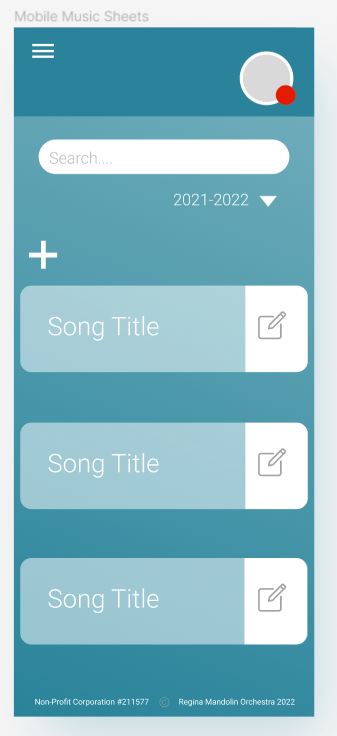 Mobile Music Sheets
Search....
2021-2022
Song Title
Song Title
Song Title
Non-Profit Corporation #211577 © Regina Mandolin Orchestra 2022